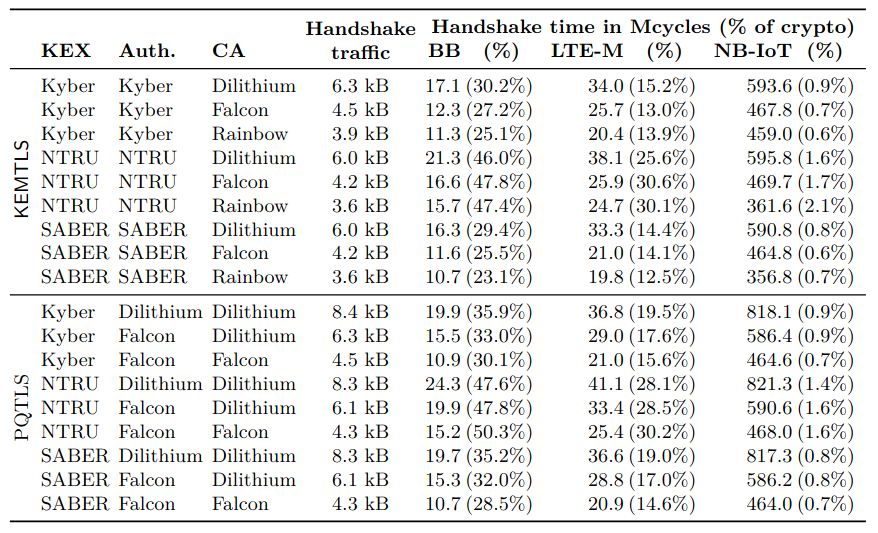 Handshake Handshake time in Mcycles (% of crypto)
KEX Auth. CA traffic BB (%) LTE-M (%) NB-IoT (%)
KEMTLS
Kyber Kyber Dilithium 6.3 kB 17.1 (30.2%) 34.0 (15.2%) 593.6 (0.9%)
Kyber Kyber Falcon 4.5 kB 12.3 (27.2%) 25.7 (13.0%) 467.8 (0.7%)
Kyber Kyber Rainbow 3.9 kB 11.3 (25.1%) 20.4 (13.9%) 459.0 (0.6%)
NTRU NTRU Dilithium 6.0 kB 21.3 (46.0%) 38.1 (25.6%) 595.8 (1.6%)
NTRU NTRU Falcon 4.2 kB 16.6 (47.8%) 25.9 (30.6%) 469.7 (1.7%)
NTRU NTRU Rainbow 3.6 kB 15.7 (47.4%) 24.7 (30.1%) 361.6 (2.1%)
SABER SABER Dilithium 6.0 kB 16.3 (29.4%) 33.3 (14.4%) 590.8 (0.8%)
SABER SABER Falcon 4.2 kB 11.6 (25.5%) 21.0 (14.1%) 464.8 (0.6%)
SABER SABER Rainbow 3.6 kB 10.7 (23.1%) 19.8 (12.5%) 356.8 (0.7%)
PQTLS
Kyber Dilithium Dilithium 8.4 kB 19.9 (35.9%) 36.8 (19.5%) 818.1 (0.9%)
Kyber Falcon Dilithium 6.3 kB 15.5 (33.0%) 29.0 (17.6%) 586.4 (0.9%)
Kyber Falcon Falcon 4.5 kB 10.9 (30.1%) 21.0 (15.6%) 464.6 (0.7%)
NTRU Dilithium Dilithium 8.3 kB 24.3 (47.6%) 41.1 (28.1%) 821.3 (1.4%)
NTRU Falcon Dilithium 6.1 kB 19.9 (47.8%) 33.4 (28.5%) 590.6 (1.6%)
NTRU Falcon Falcon 4.3 kB 15.2 (50.3%) 25.4 (30.2%) 468.0 (1.6%)
SABER Dilithium Dilithium 8.3 kB 19.7 (35.2%) 36.6 (19.0%) 817.3 (0.8%)
SABER Falcon Dilithium 6.1 kB 15.3 (32.0%) 28.8 (17.0%) 586.2 (0.8%)
SABER Falcon Falcon 4.3 kB 10.7 (28.5%) 20.9 (14.6%) 464.0 (0.7%)